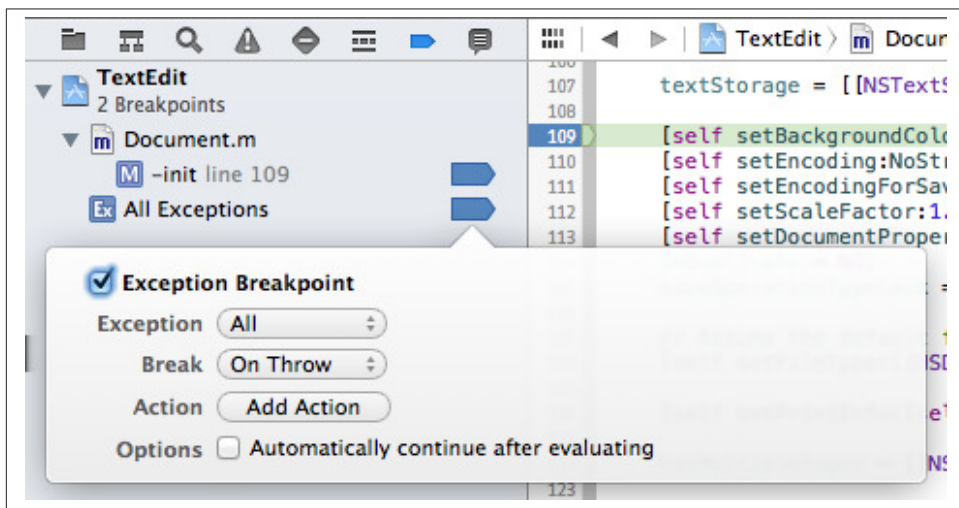 TextEdit
2 Breakpoints
Document.m
M -init line 109
Ex All Exceptions
TextEdit
107 textStorage = [[NSTextS
108
109 [self setBackgroundColo
110 [self setEncoding:NoStr
111 [self setEncodingForSav
112 [self setScaleFactor:1.
113 [self setDocumentProper
Exception Breakpoint
Exception All
Break On Throw
Action Add Action
Options Automatically continue after evaluating
123